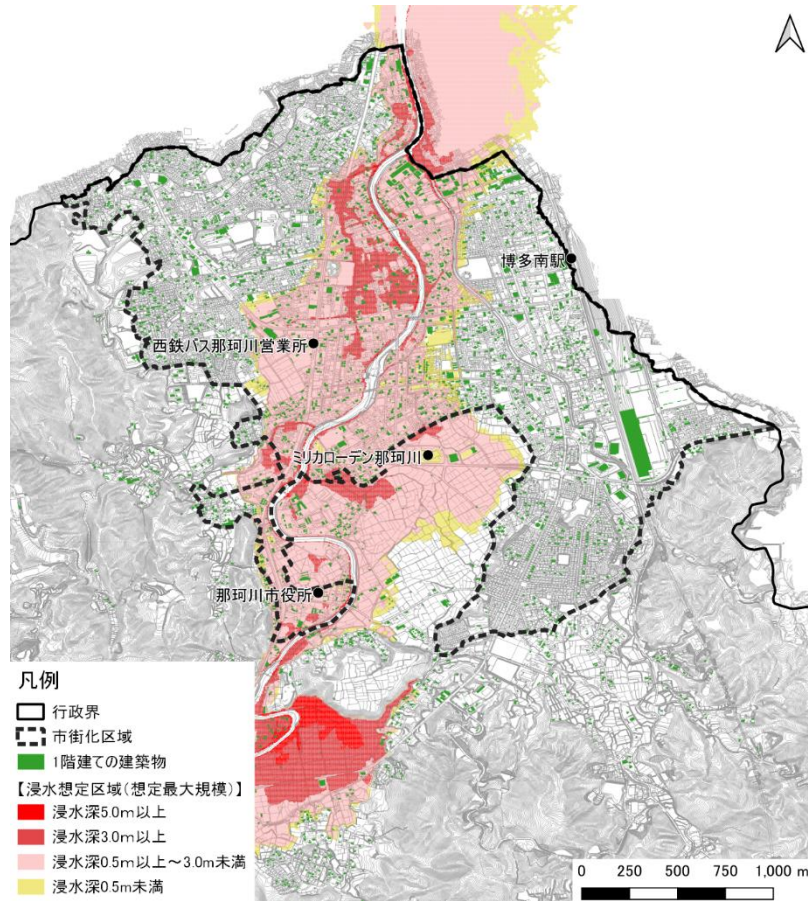 博多南駅
西鉄バス那珂川営業所
ミリカローデン那珂川
那珂川市役所
凡例
行政界
市街化区域
1階建ての建築物
【浸水想定区域(想定最大規模)】
浸水深5.0m以上
浸水深3.0m以上
浸水深0.5m以上～3.0m未満
浸水深0.5m未満
0 250 500 750 1,000 m